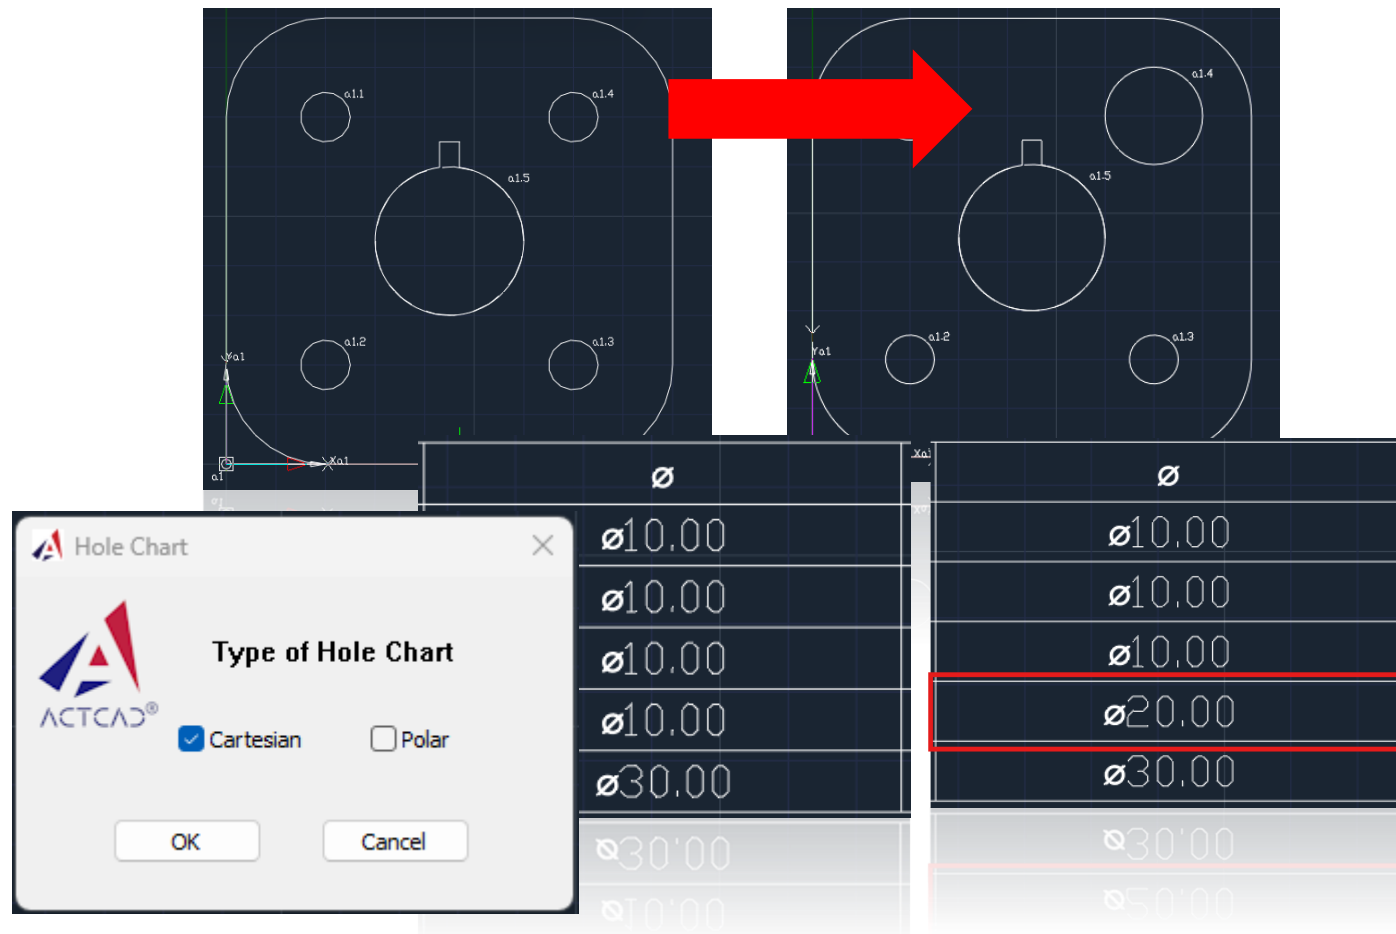 a1.1
a1.4
a1.5
a1.2
a1.3
Ya1
Xa1
a1
a1.4
a1.5
a1.2
a1.3
Ya1
Xa1
Ø
Ø10.00
Ø10.00
Ø10.00
Ø10.00
Ø30.00
Ø
Ø10.00
Ø10.00
Ø10.00
Ø20.00
Ø30.00
Hole Chart
Type of Hole Chart
ACTCAD®
Cartesian
Polar
OK
Cancel